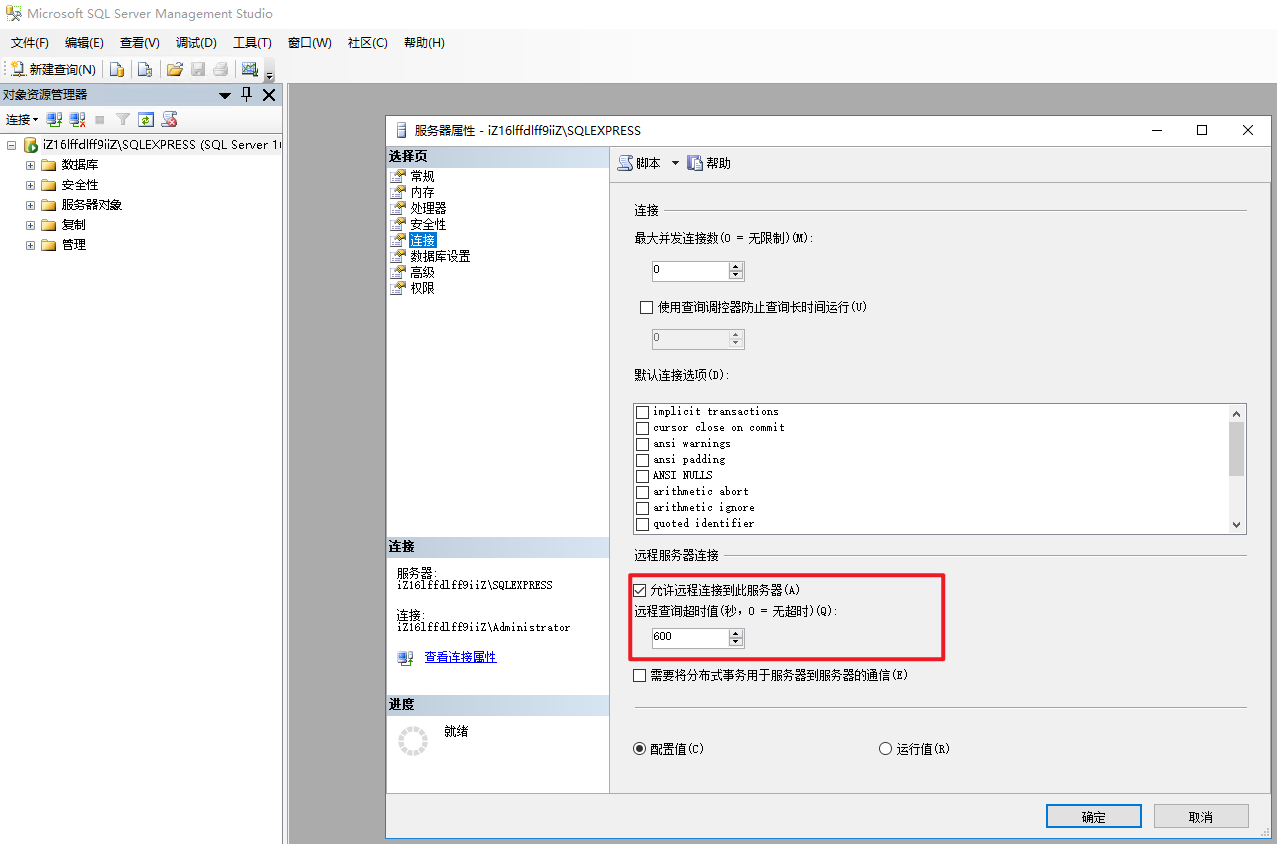 Microsoft SQL Server Management Studio
文件(F) 编辑(E) 查看(V) 调试(D) 工具(T) 窗口(W) 社区(C) 帮助(H)
新建查询(N)
对象资源管理器
连接
iZ16lffdlff9iiZ\SQLEXPRESS (SQL Server 1
数据库
安全性
服务器对象
复制
管理
服务器属性 - iZ16lffdlff9iiZ\SQLEXPRESS
选择页
常规
内存
处理器
安全性
连接
数据库设置
高级
权限
连接
服务器:
iZ16lffdlff9iiZ\SQLEXPRESS
连接:
iZ16lffdlff9iiZ\Administrator
查看连接属性
进度
就绪
脚本 帮助
连接
最大并发连接数(0 = 无限制)(M):
0
使用查询调控器防止查询长时间运行(U)
0
默认连接选项(D):
implicit transactions
cursor close on commit
ansi warnings
ansi padding
ANSI NULLS
arithmetic abort
arithmetic ignore
quoted identifier
远程服务器连接
允许远程连接到此服务器(A)
远程查询超时值(秒，0 = 无超时)(Q):
600
需要将分布式事务用于服务器到服务器的通信(E)
配置值(C) 运行值(R)
确定 取消